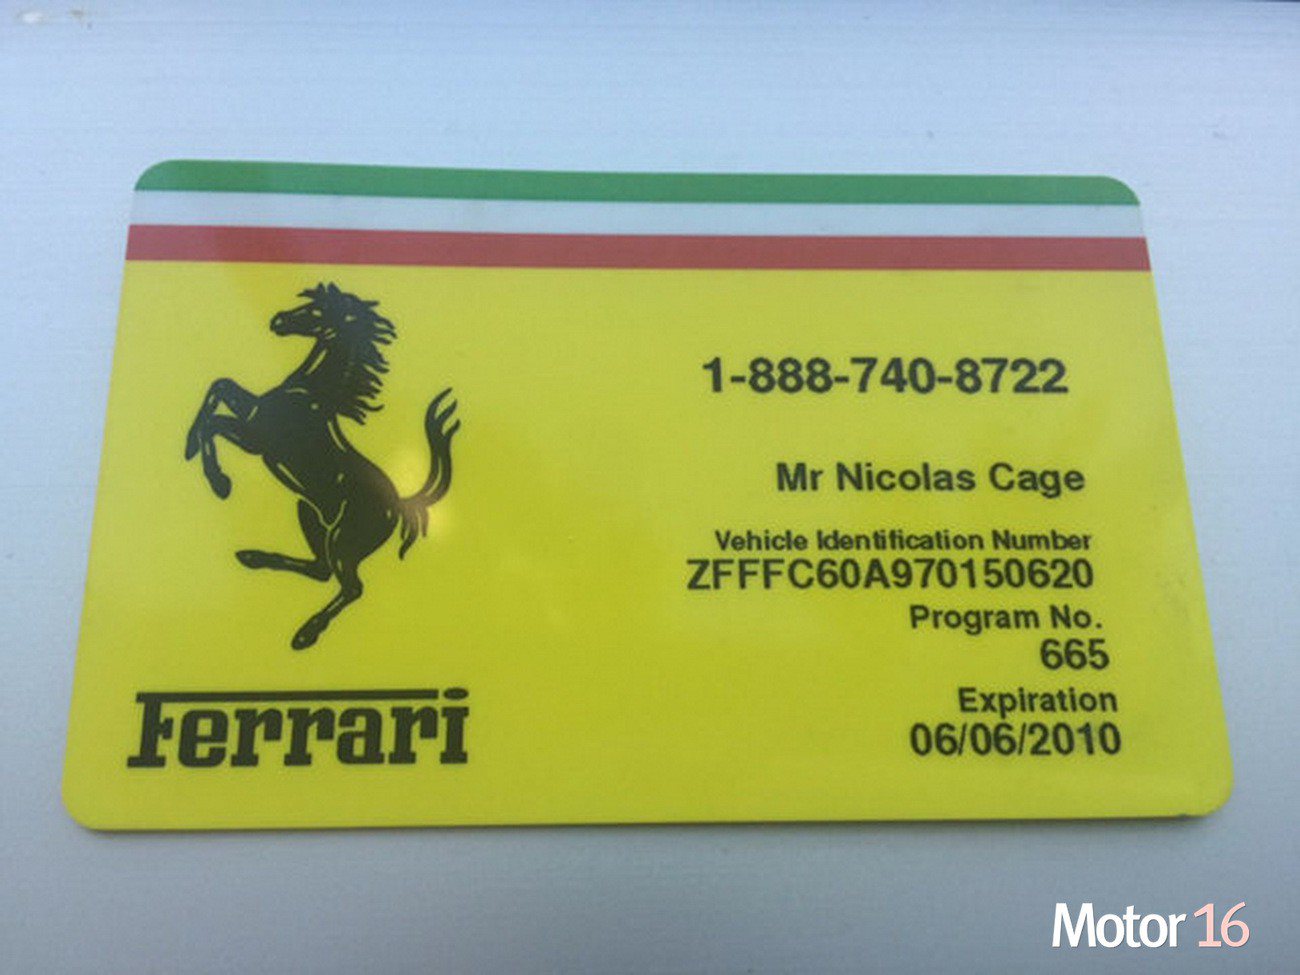 1-888-740-8722
Mr Nicolas Cage
Vehicle Identification Number
ZFFFC60A970150620
Program No.
665
Expiration
06/06/2010
Ferrari
Motor 16